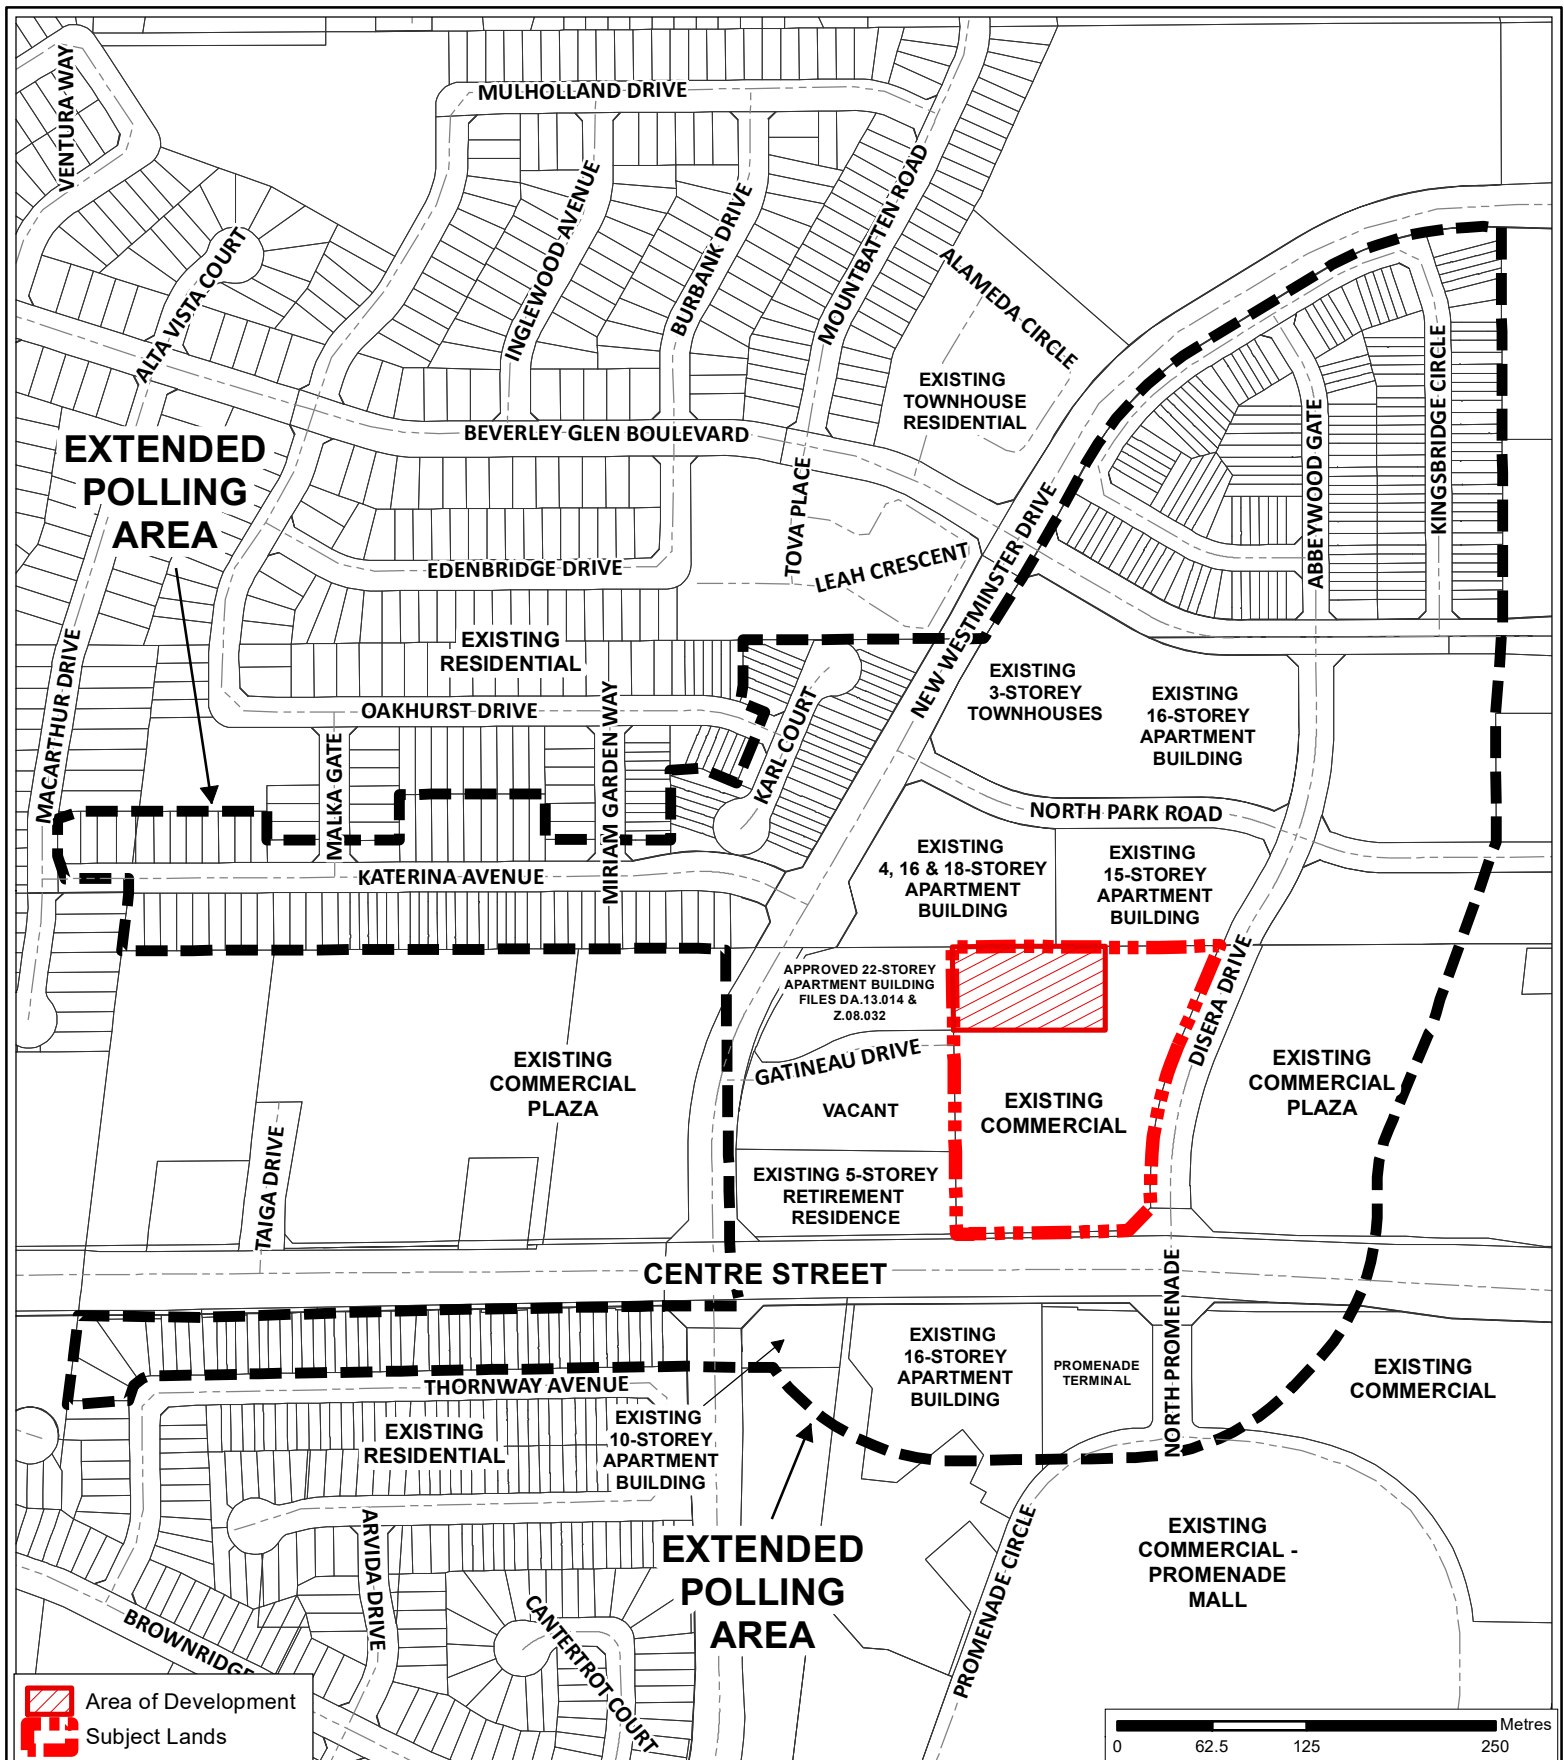 VENTURA WAY
MULHOLLAND DRIVE
INGLEWOOD AVENUE
BURBANK DRIVE
MOUNTBATTEN ROAD
ALAMEDA CIRCLE
ALTA VISTA COURT
EXISTING
TOWNHOUSE
RESIDENTIAL
KINGSBRIDGE CIRCLE
ABBEYWOOD GATE
BEVERLEY GLEN BOULEVARD
EXTENDED
POLLING
AREA
TOVA PLACE
LEAH CRESCENT
NEW WESTMINSTER DRIVE
EDENBRIDGE DRIVE
EXISTING
RESIDENTIAL
MACARTHUR DRIVE
OAKHURST DRIVE
MALKA GATE
MIRIAM GARDEN WAY
KARL COURT
EXISTING
3-STOREY
TOWNHOUSES
EXISTING
16-STOREY
APARTMENT
BUILDING
NORTH PARK ROAD
KATERINA AVENUE
EXISTING
4, 16 & 18-STOREY
APARTMENT
BUILDING
EXISTING
15-STOREY
APARTMENT
BUILDING
APPROVED 22-STOREY
APARTMENT BUILDING
FILES DA.13.014 &
Z.08.032
DISERA DRIVE
GATINEAU DRIVE
EXISTING
COMMERCIAL
PLAZA
VACANT
EXISTING
COMMERCIAL
EXISTING
COMMERCIAL
PLAZA
TAIGA DRIVE
EXISTING 5-STOREY
RETIREMENT
RESIDENCE
CENTRE STREET
NORTH PROMENADE
EXISTING
16-STOREY
APARTMENT
BUILDING
PROMENADE
TERMINAL
EXISTING
COMMERCIAL
THORNWAY AVENUE
EXISTING
RESIDENTIAL
EXISTING
10-STOREY
APARTMENT
BUILDING
ARVIDA DRIVE
EXTENDED
POLLING
AREA
PROMENADE CIRCLE
EXISTING
COMMERCIAL -
PROMENADE
MALL
CANTERTROT COURT
BROWNRIDGE
Area of Development
Subject Lands
Metres
0 62.5 125 250